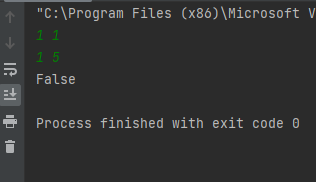 "C:\Program Files (x86)\Microsoft V
1 1
1 5
False
Process finished with exit code 0